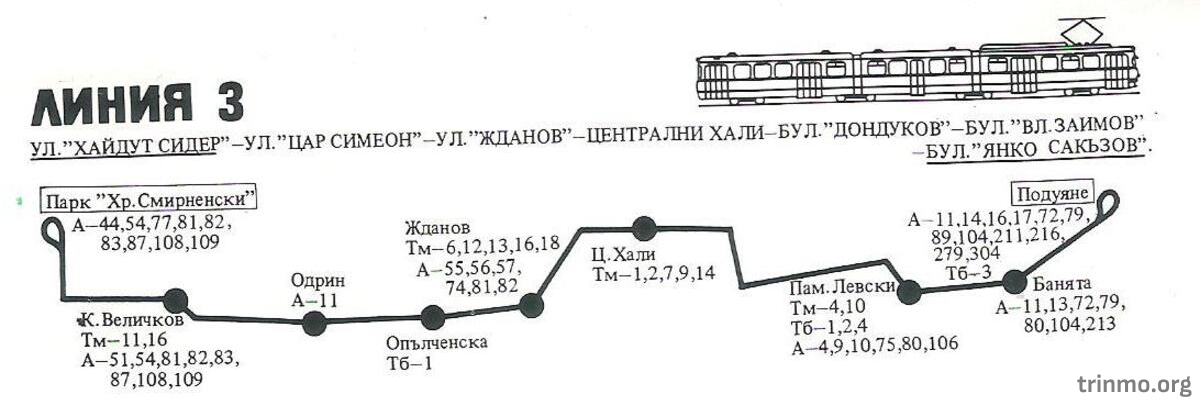 ЛИНИЯ 3
УЛ."ХАЙДУТ СИДЕР"–УЛ."ЦАР СИМЕОН"–УЛ."ЖДАНОВ"–ЦЕНТРАЛНИ ХАЛИ–БУЛ."ДОНДУКОВ"–БУЛ."ВЛ.ЗАИМОВ"
–БУЛ."ЯНКО САКЪЗОВ".
Парк "Хр.Смирненски"
А–44,54,77,81,82,
83,87,108,109
К.Величков
Тм–11,16
А–51,54,81,82,83,
87,108,109
Одрин
А–11
Опълченска
Тб–1
Жданов
Тм–6,12,13,16,18
А–55,56,57,
74,81,82
Ц.Хали
Тм–1,2,7,9,14
Пам.Левски
Тм–4,10
Тб–1,2,4
А–4,9,10,75,80,106
Подуяне
А–11,14,16,17,72,79,
89,104,211,216,
279,304
Тб–3
Банята
А–11,13,72,79,
80,104,213
trinmo.org